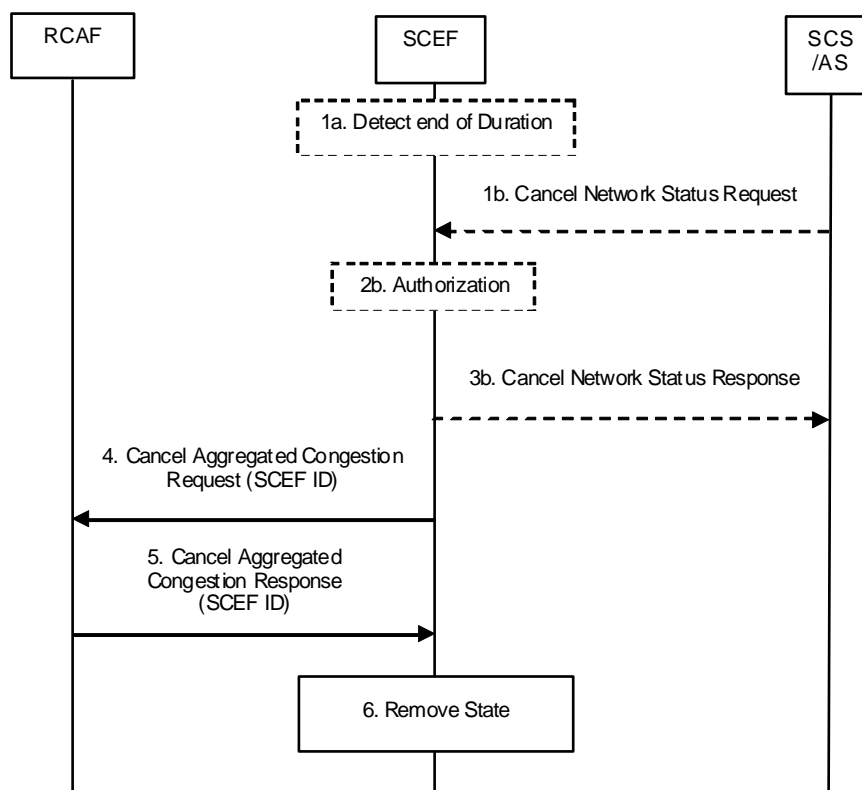 RCAF
SCEF
SCS
/AS
1a. Detect end of Duration
1b. Cancel Network Status Request
2b. Authorization
3b. Cancel Network Status Response
4. Cancel Aggregated Congestion
Request (SCEF ID)
5. Cancel Aggregated
Congestion Response
(SCEF ID)
6. Remove State